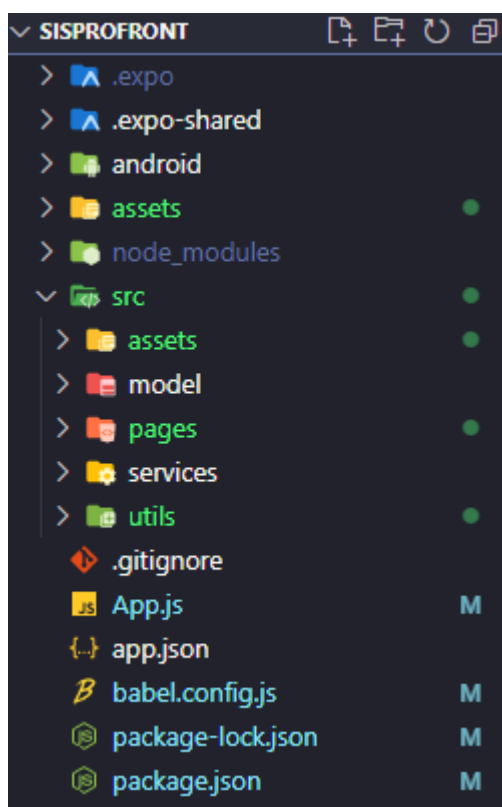 SISPROFRONT
.expo
.expo-shared
android
assets
node_modules
src
assets
model
pages
services
utils
.gitignore
JS App.js M
{...} app.json
B babel.config.js M
package-lock.json M
package.json M